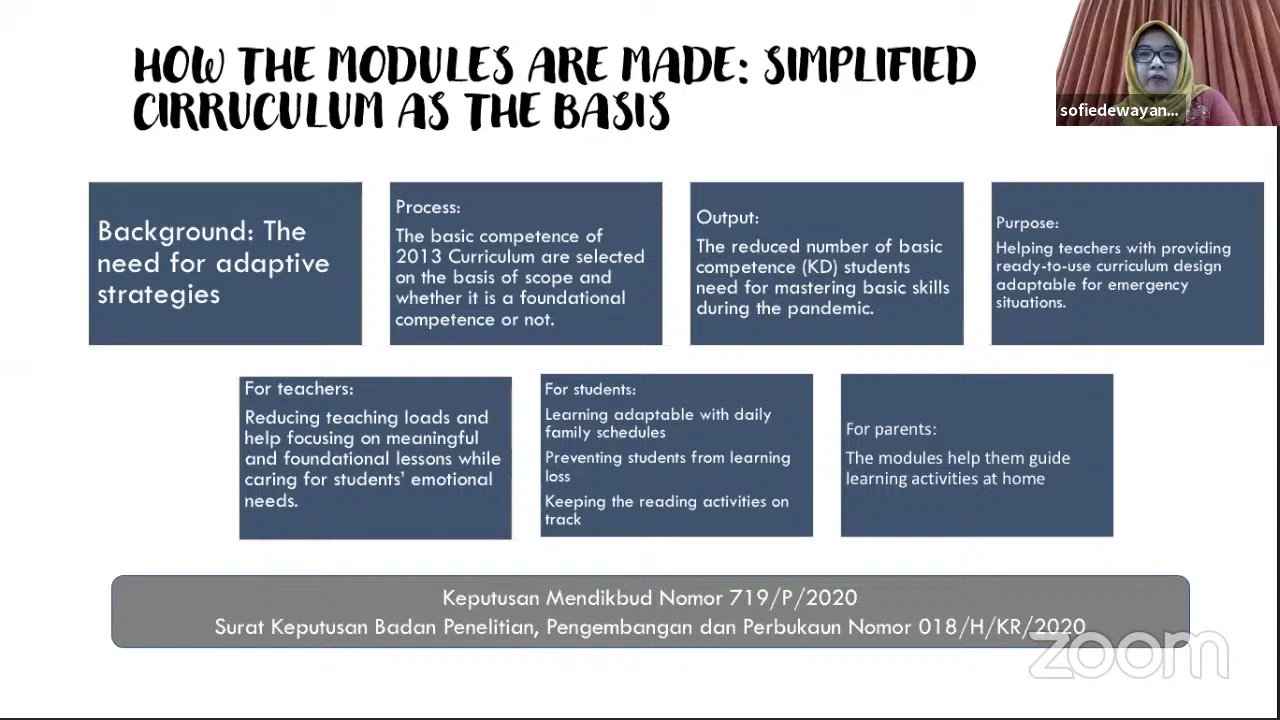 HOW THE MODULES ARE MADE: SIMPLIFIED
CIRRUCULUM AS THE BASIS
sofiedewayan...
Background: The
need for adaptive
strategies
Process:
The basic competence of
2013 Curriculum are selected
on the basis of scope and
whether it is a foundational
competence or not.
Output:
The reduced number of basic
competence (KD) students
need for mastering basic skills
during the pandemic.
Purpose:
Helping teachers with providing
ready-to-use curriculum design
adaptable for emergency
situations.
For teachers:
Reducing teaching loads and
help focusing on meaningful
and foundational lessons while
caring for students' emotional
needs.
For students:
Learning adaptable with daily
family schedules
Preventing students from learning
loss
Keeping the reading activities on
track
For parents:
The modules help them guide
learning activities at home
Keputusan Mendikbud Nomor 719/P/2020
Surat Keputusan Badan Penelitian, Pengembangan dan Perbukaun Nomor 018/H/KR/2020
zoom